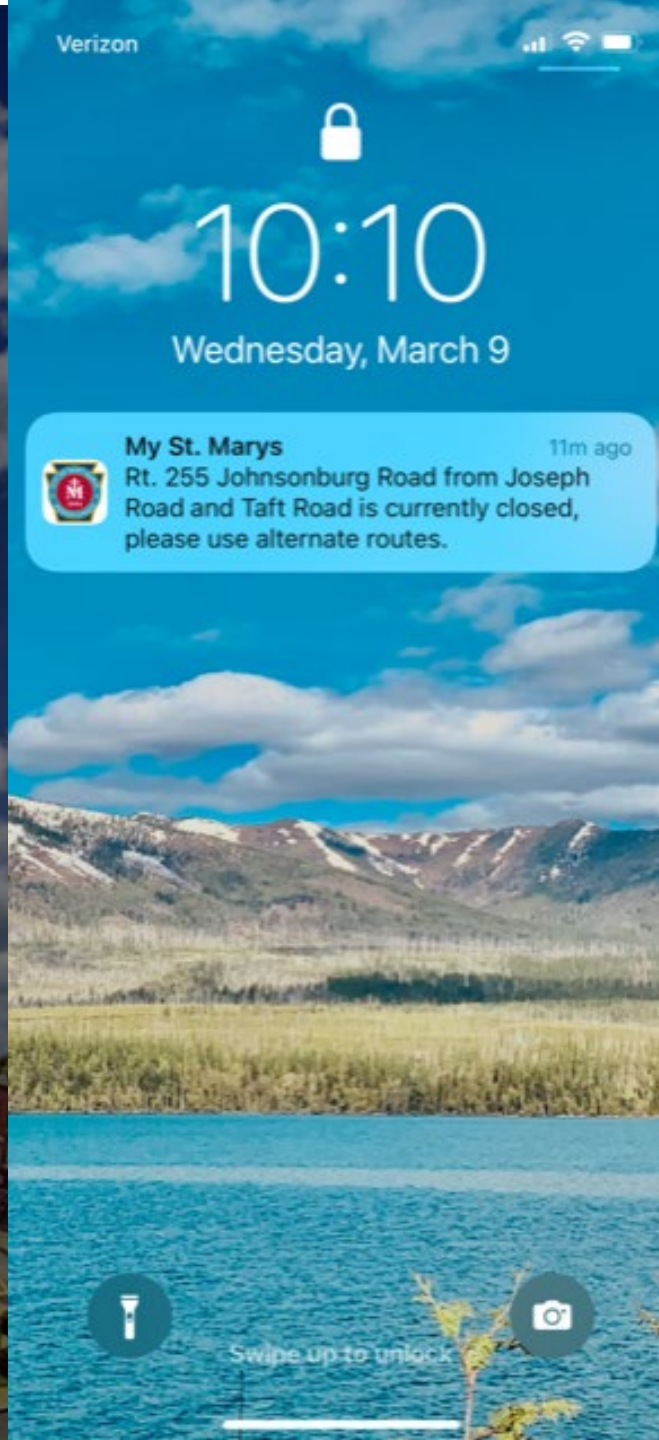 Verizon
10:10
Wednesday, March 9
My St. Marys
11m ago
Rt. 255 Johnsonburg Road from Joseph
Road and Taft Road is currently closed,
please use alternate routes.
Swipe up to unlock